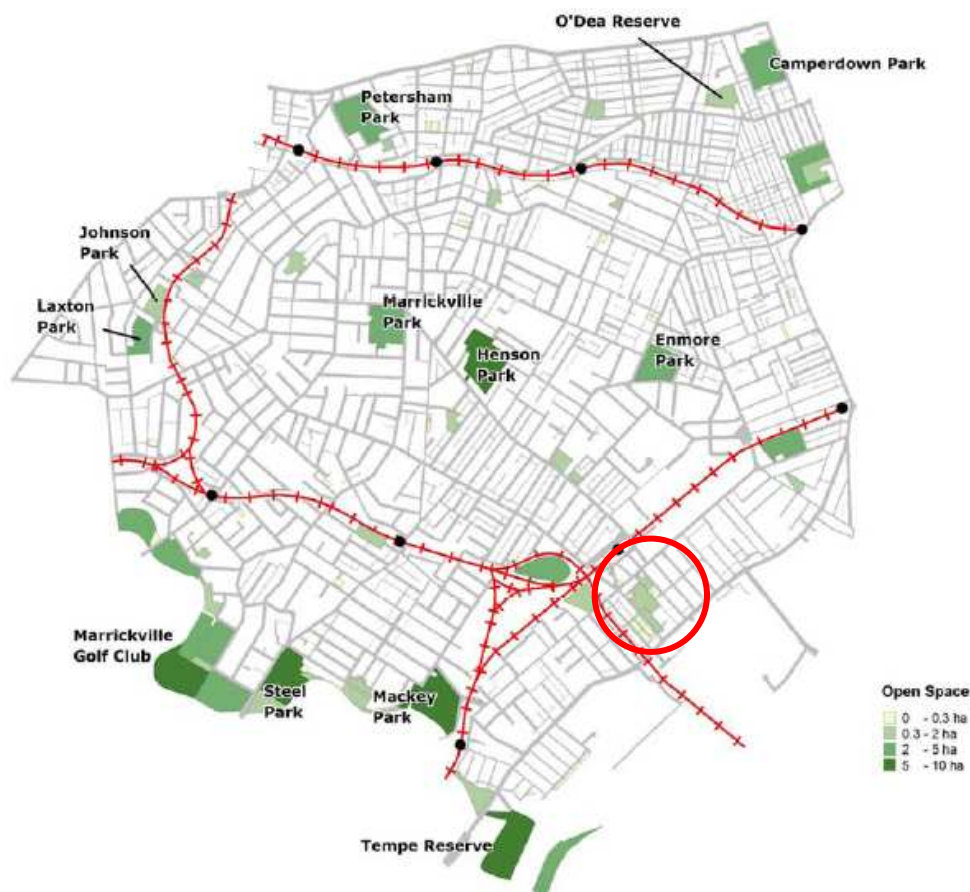 O'Dea Reserve
Camperdown Park
Petersham
Park
Johnson
Park
Laxton
Park
Marrickville
Park
Henson
Park
Enmore
Park
Marrickville
Golf Club
Steel
Park
Mackey
Park
Tempe Reserve
Open Space
0 - 0.3 ha
0.3 - 2 ha
2 - 5 ha
5 - 10 ha